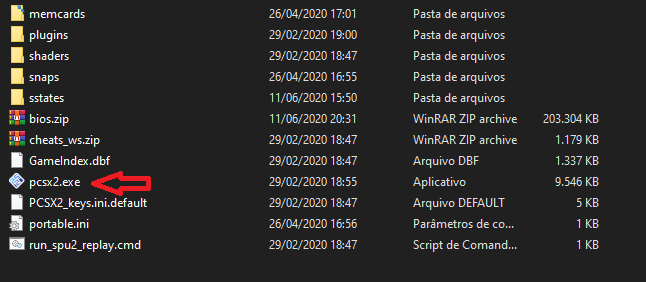 memcards 26/04/2020 17:01 Pasta de arquivos
plugins 29/02/2020 19:00 Pasta de arquivos
shaders 29/02/2020 18:47 Pasta de arquivos
snaps 26/04/2020 16:55 Pasta de arquivos
sstates 11/06/2020 15:50 Pasta de arquivos
bios.zip 11/06/2020 20:31 WinRAR ZIP archive 203.304 KB
cheats_ws.zip 29/02/2020 18:47 WinRAR ZIP archive 1.179 KB
GameIndex.dbf 29/02/2020 18:47 Arquivo DBF 1.337 KB
pcsx2.exe 29/02/2020 18:55 Aplicativo 9.546 KB
PCSX2_keys.ini.default 29/02/2020 18:47 Arquivo DEFAULT 5 KB
portable.ini 26/04/2020 16:56 Parâmetros de co... 1 KB
run_spu2_replay.cmd 29/02/2020 18:47 Script de Comand... 1 KB